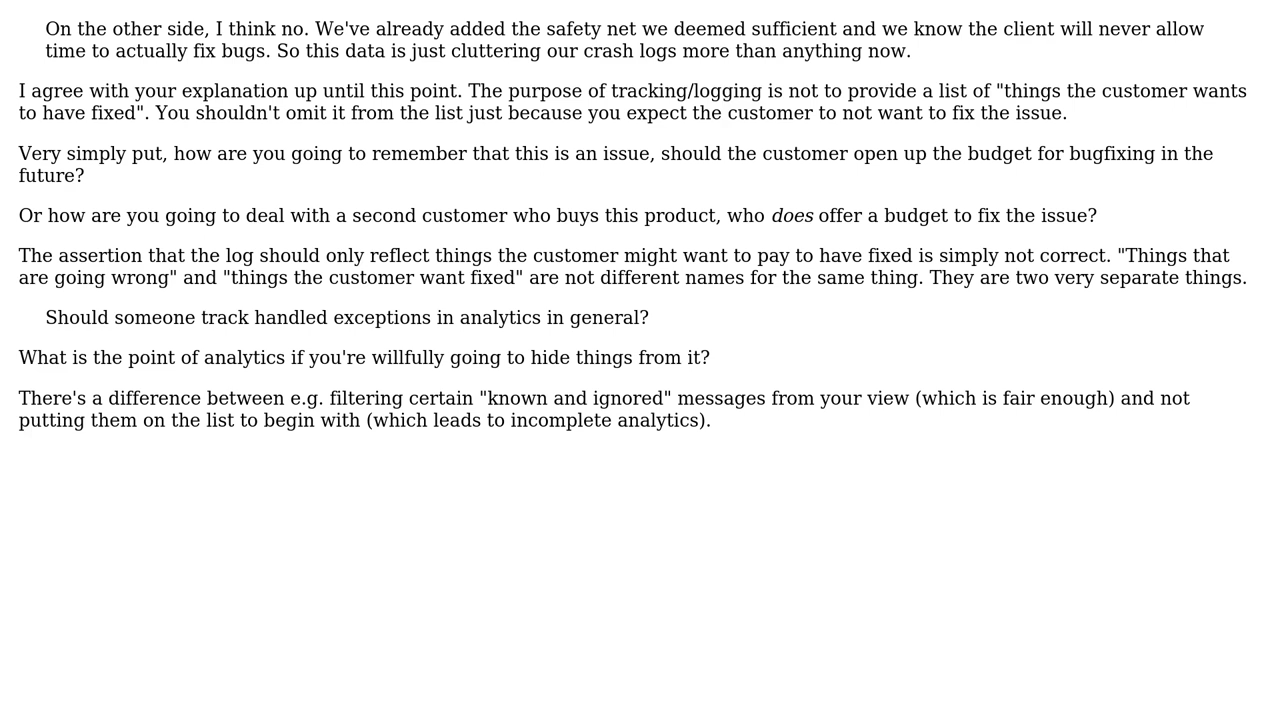 On the other side, I think no. We've already added the safety net we deemed sufficient and we know the client will never allow
time to actually fix bugs. So this data is just cluttering our crash logs more than anything now.
I agree with your explanation up until this point. The purpose of tracking/logging is not to provide a list of "things the customer wants
to have fixed". You shouldn't omit it from the list just because you expect the customer to not want to fix the issue.
Very simply put, how are you going to remember that this is an issue, should the customer open up the budget for bugfixing in the
future?
Or how are you going to deal with a second customer who buys this product, who does offer a budget to fix the issue?
The assertion that the log should only reflect things the customer might want to pay to have fixed is simply not correct. "Things that
are going wrong" and "things the customer want fixed" are not different names for the same thing. They are two very separate things.
Should someone track handled exceptions in analytics in general?
What is the point of analytics if you're willfully going to hide things from it?
There's a difference between e.g. filtering certain "known and ignored" messages from your view (which is fair enough) and not
putting them on the list to begin with (which leads to incomplete analytics).